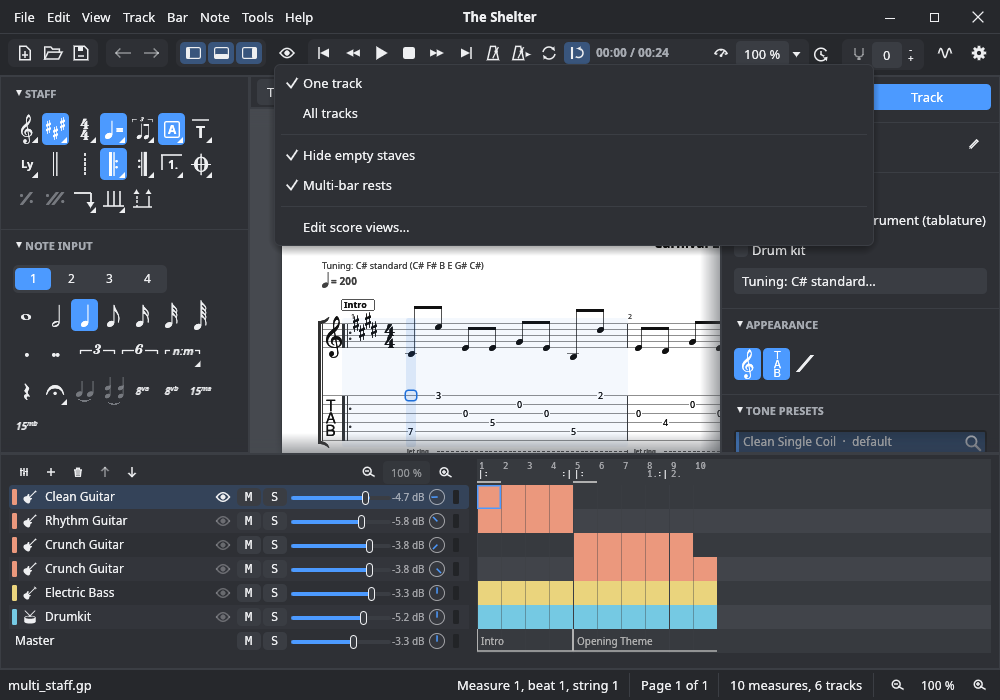 File Edit View Track Bar Note Tools Help
The Shelter
00:00 / 00:24
100 %
0
One track
All tracks
Hide empty staves
Multi-bar rests
Edit score views...
Track
STAFF
Ly
NOTE INPUT
1 2 3 4
3 6 n:m
8va 8vb 15ma
15mb
Tuning: C# standard (C# F# B E G# C#)
= 200
Intro
2
3 2
0 0 0
0 5 0 0 4
7 5
TAB
let ring let ring
rument (tablature)
Drum kit
Tuning: C# standard...
APPEARANCE
TAB
TONE PRESETS
Clean Single Coil · default
100 %
1 2 3 4 5 6 7 8 9 10
1. 2.
Clean Guitar M S -4.7 dB
Rhythm Guitar M S -5.8 dB
Crunch Guitar M S -3.8 dB
Crunch Guitar M S -3.8 dB
Electric Bass M S -3.3 dB
Drumkit M S -5.2 dB
Master M S -3.3 dB
Intro Opening Theme
multi_staff.gp
Measure 1, beat 1, string 1
Page 1 of 1
10 measures, 6 tracks
100 %